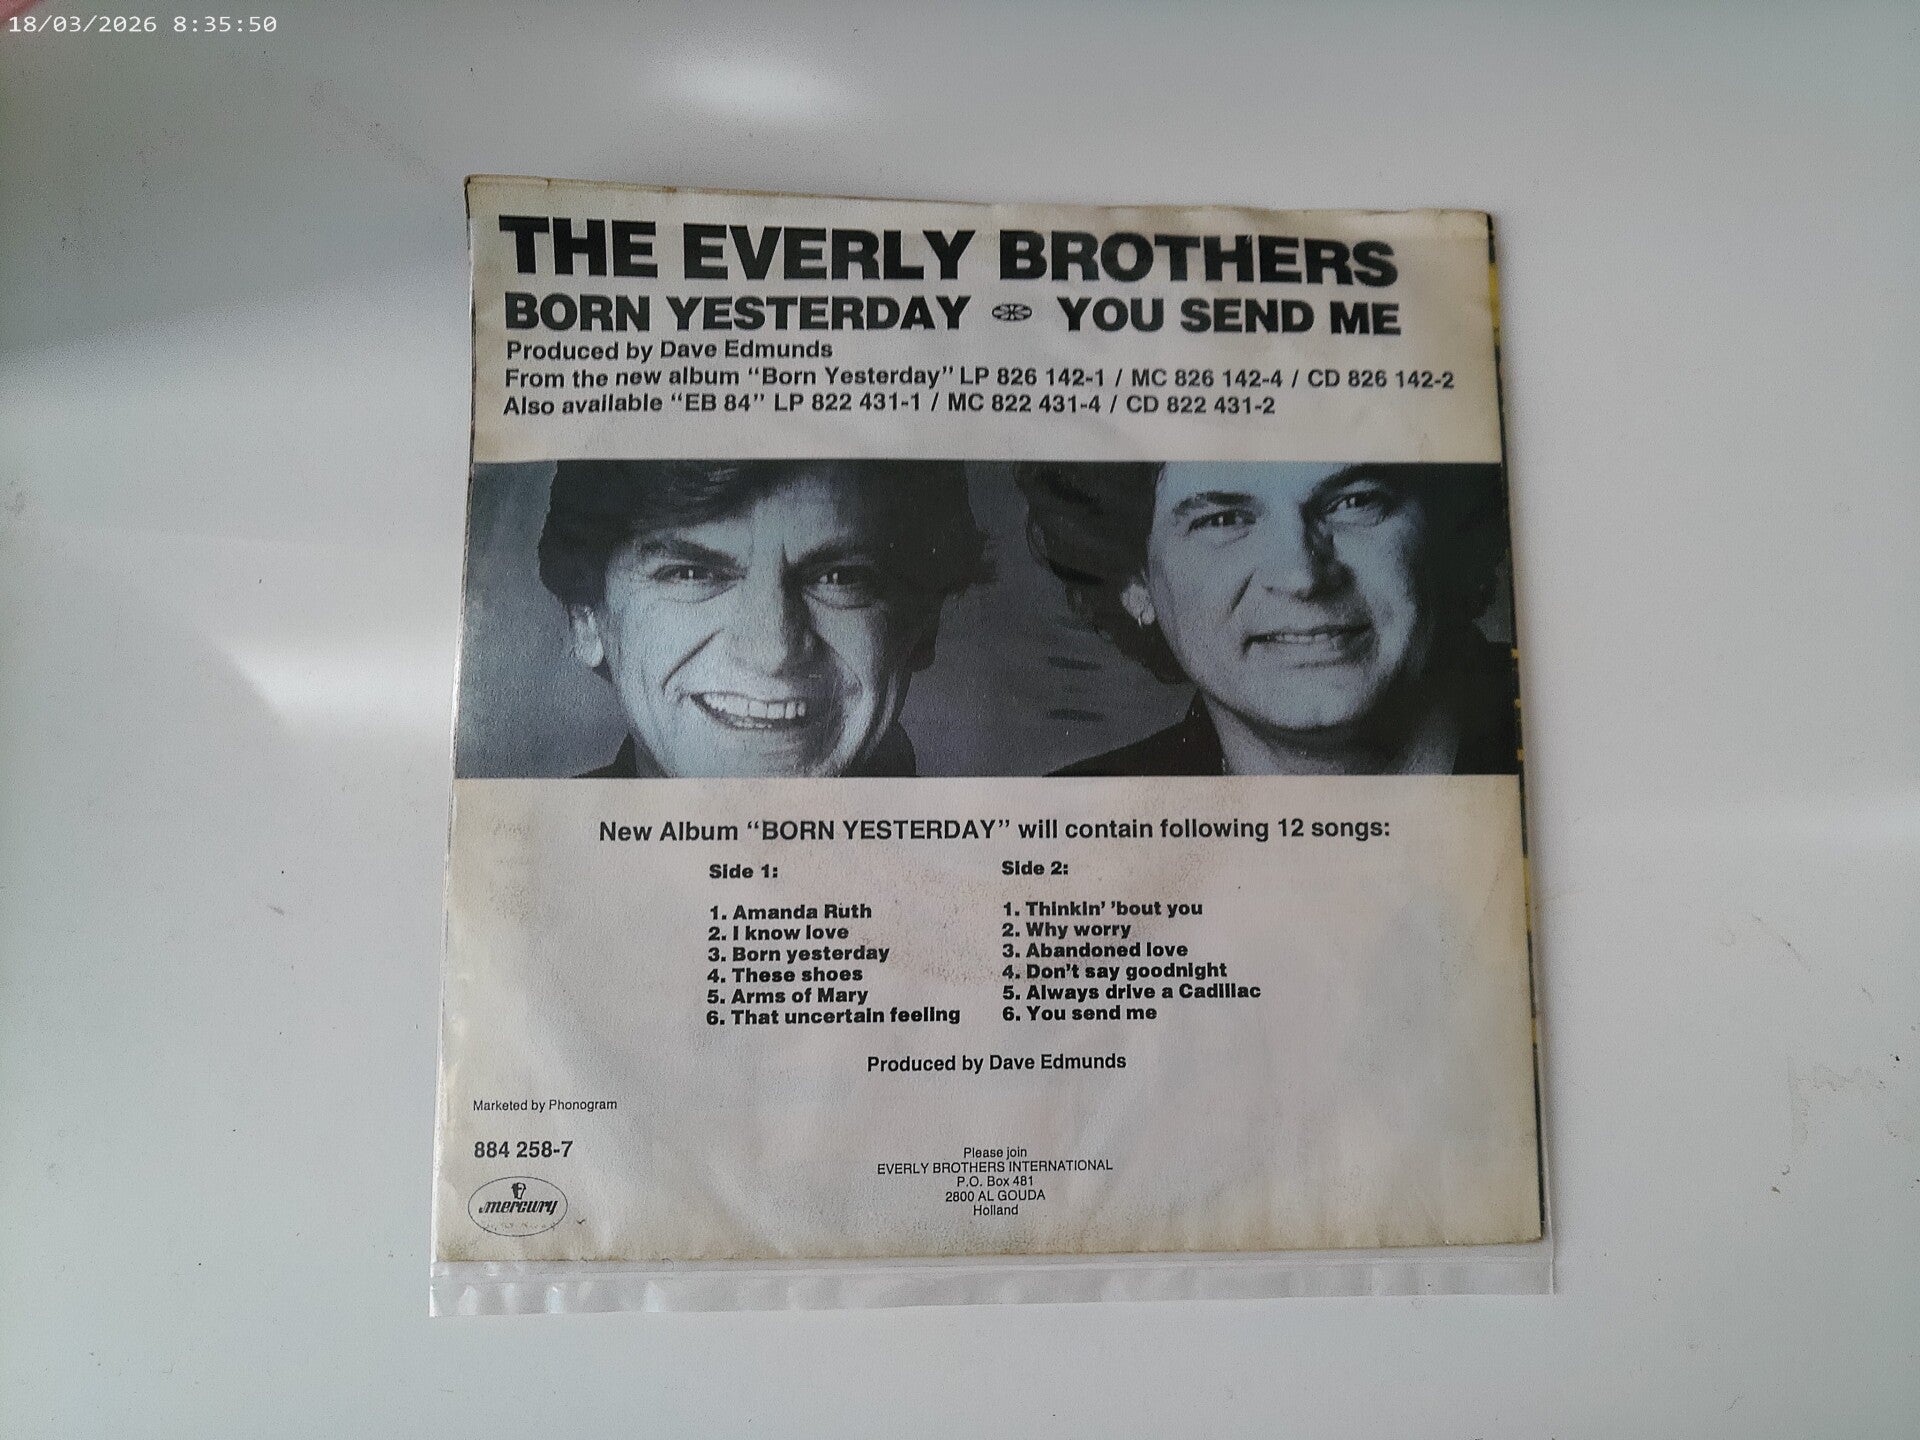 18/03/2026 8:35:50
THE EVERLY BROTHERS
BORN YESTERDAY YOU SEND ME
Produced by Dave Edmunds
From the new album “Born Yesterday” LP 826 142-1 / MC 826 142-4 / CD 826 142-2
Also available “EB 84” LP 822 431-1 / MC 822 431-4 / CD 822 431-2
New Album “BORN YESTERDAY” will contain following 12 songs:
Side 1:
1. Amanda Ruth
2. I know love
3. Born yesterday
4. These shoes
5. Arms of Mary
6. That uncertain feeling
Side 2:
1. Thinkin’ ’bout you
2. Why worry
3. Abandoned love
4. Don’t say goodnight
5. Always drive a Cadillac
6. You send me
Produced by Dave Edmunds
Marketed by Phonogram
884 258-7
mercury
Please join
EVERLY BROTHERS INTERNATIONAL
P.O. Box 481
2800 AL GOUDA
Holland